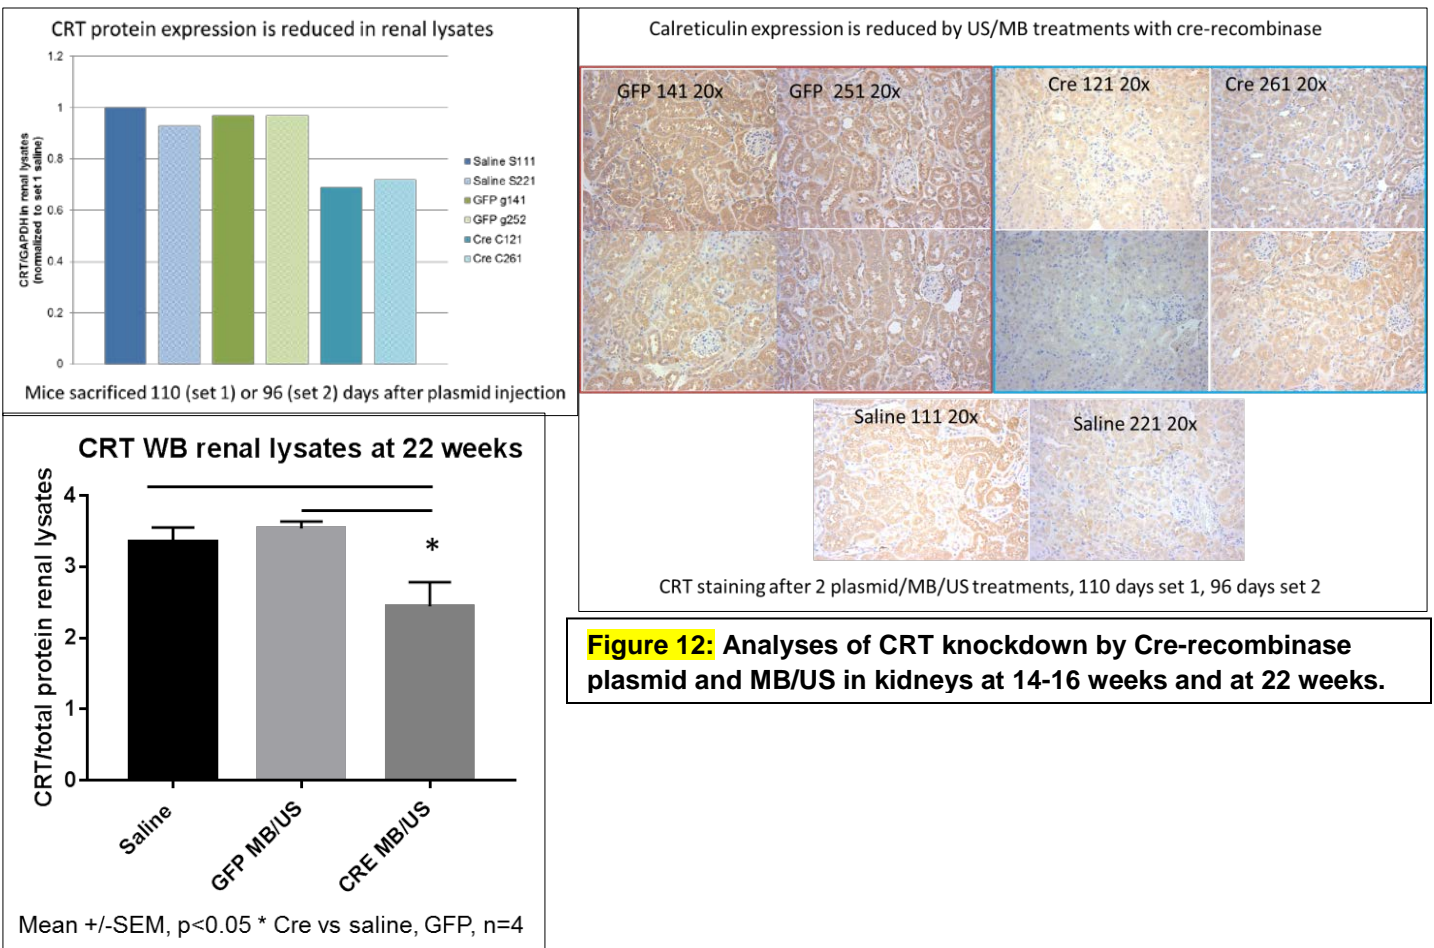 CRT protein expression is reduced in renal lysates
1.2
1
0.8
0.6
0.4
0.2
0
CRT/GAPDH in renal lysates
(normalized to set 1 saline)
Saline S111
Saline S221
GFP g141
GFP g252
Cre C121
Cre C261
Mice sacrificed 110 (set 1) or 96 (set 2) days after plasmid injection
CRT WB renal lysates at 22 weeks
CRT/total protein renal lysates
4
3
2
1
0
*
Saline
GFP MB/US
CRE MB/US
Mean +/-SEM, p<0.05 * Cre vs saline, GFP, n=4
Calreticulin expression is reduced by US/MB treatments with cre-recombinase
GFP 141 20x
GFP 251 20x
Cre 121 20x
Cre 261 20x
Saline 111 20x
Saline 221 20x
CRT staining after 2 plasmid/MB/US treatments, 110 days set 1, 96 days set 2
Figure 12: Analyses of CRT knockdown by Cre-recombinase
plasmid and MB/US in kidneys at 14-16 weeks and at 22 weeks.